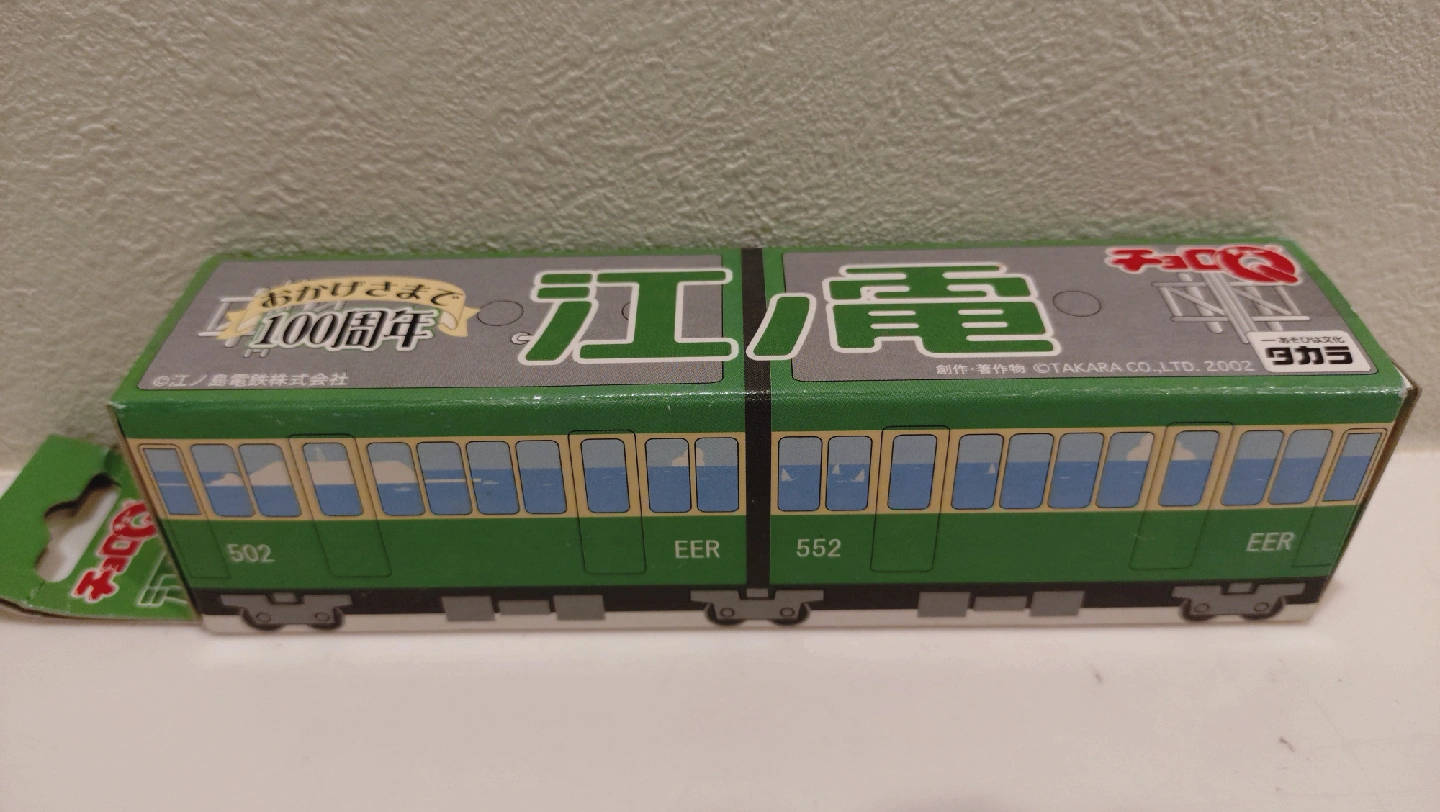 おかげさまで
100周年
江ノ電
チョロQ
©江ノ島電鉄株式会社
創作・著作物 ©TAKARA CO.,LTD. 2002
―あそびは文化
タカラ
502
EER
552
EER
チョロQ